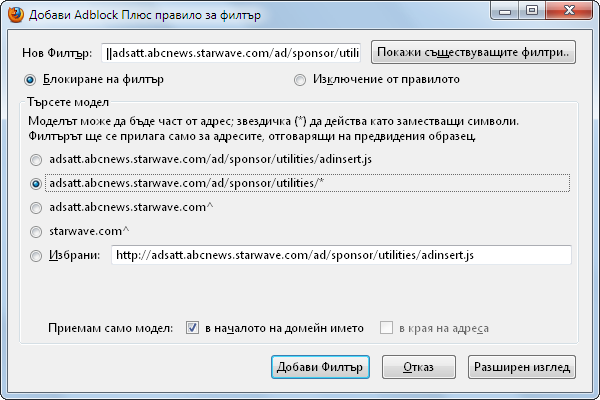 Добави Adblock Плюс правило за филтър
Нов Филтър: ||adsatt.abcnews.starwave.com/ad/sponsor/utili Покажи съществуващите филтри..
Блокиране на филтър Изключение от правилото
Търсете модел
Моделът може да бъде част от адрес; звездичка (*) да действа като заместващ символи.
Филтърът ще се прилага само за адресите, отговарящи на предвидения образец.
adsatt.abcnews.starwave.com/ad/sponsor/utilities/adinsert.js
adsatt.abcnews.starwave.com/ad/sponsor/utilities/*
adsatt.abcnews.starwave.com^
starwave.com^
Избрани: http://adsatt.abcnews.starwave.com/ad/sponsor/utilities/adinsert.js
Приемам само модел: в началото на домейн името в края на адреса
Добави Филтър Отказ Разширен изглед